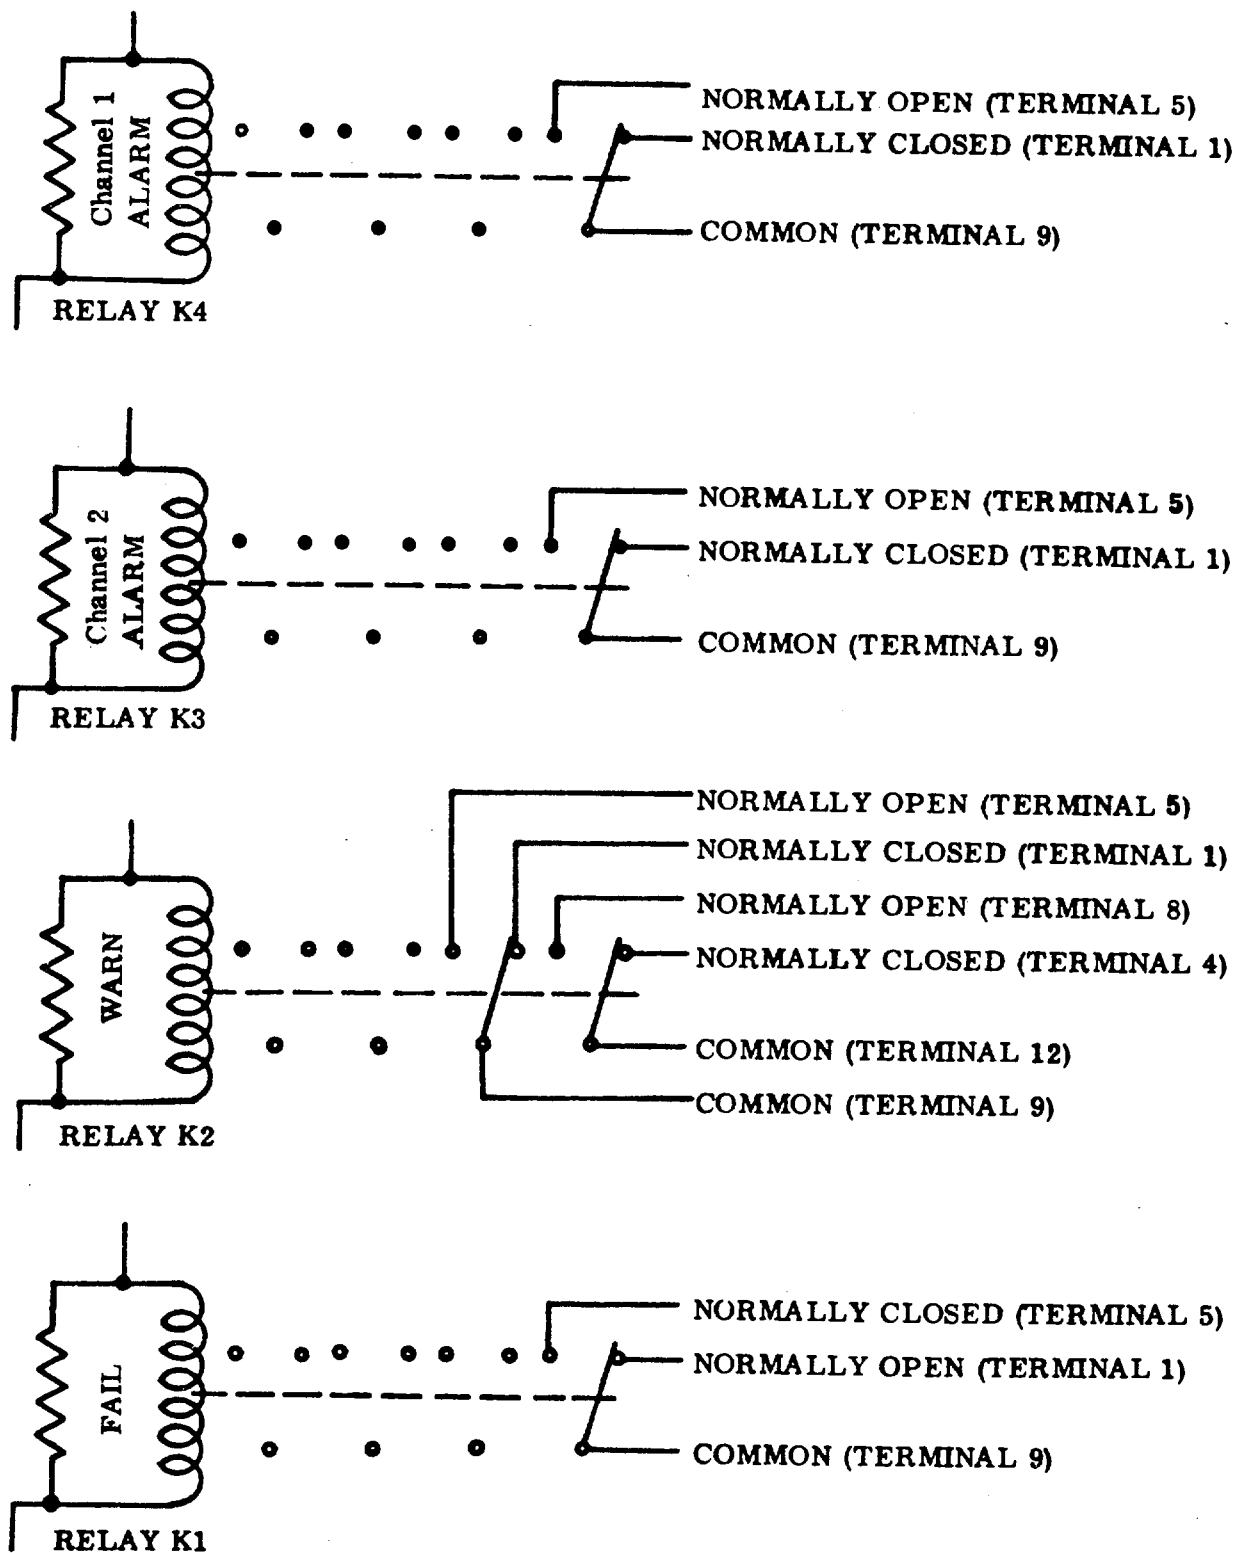 Channel 1
ALARM
NORMALLY OPEN (TERMINAL 5)
NORMALLY CLOSED (TERMINAL 1)
COMMON (TERMINAL 9)
RELAY K4
Channel 2
ALARM
NORMALLY OPEN (TERMINAL 5)
NORMALLY CLOSED (TERMINAL 1)
COMMON (TERMINAL 9)
RELAY K3
WARN
NORMALLY OPEN (TERMINAL 5)
NORMALLY CLOSED (TERMINAL 1)
NORMALLY OPEN (TERMINAL 8)
NORMALLY CLOSED (TERMINAL 4)
COMMON (TERMINAL 12)
COMMON (TERMINAL 9)
RELAY K2
FAIL
NORMALLY CLOSED (TERMINAL 5)
NORMALLY OPEN (TERMINAL 1)
COMMON (TERMINAL 9)
RELAY K1